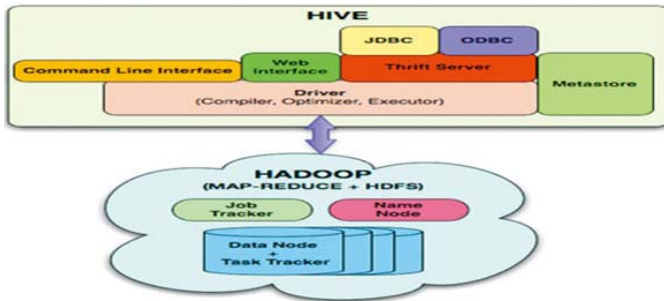 HIVE
JDBC
ODBC
Command Line Interface
Web
Interface
Thrift Server
Metastore
Driver
(Compiler, Optimizer, Executor)
HADOOP
(MAP-REDUCE + HDFS)
Job
Tracker
Name
Node
Data Node
+
Task Tracker